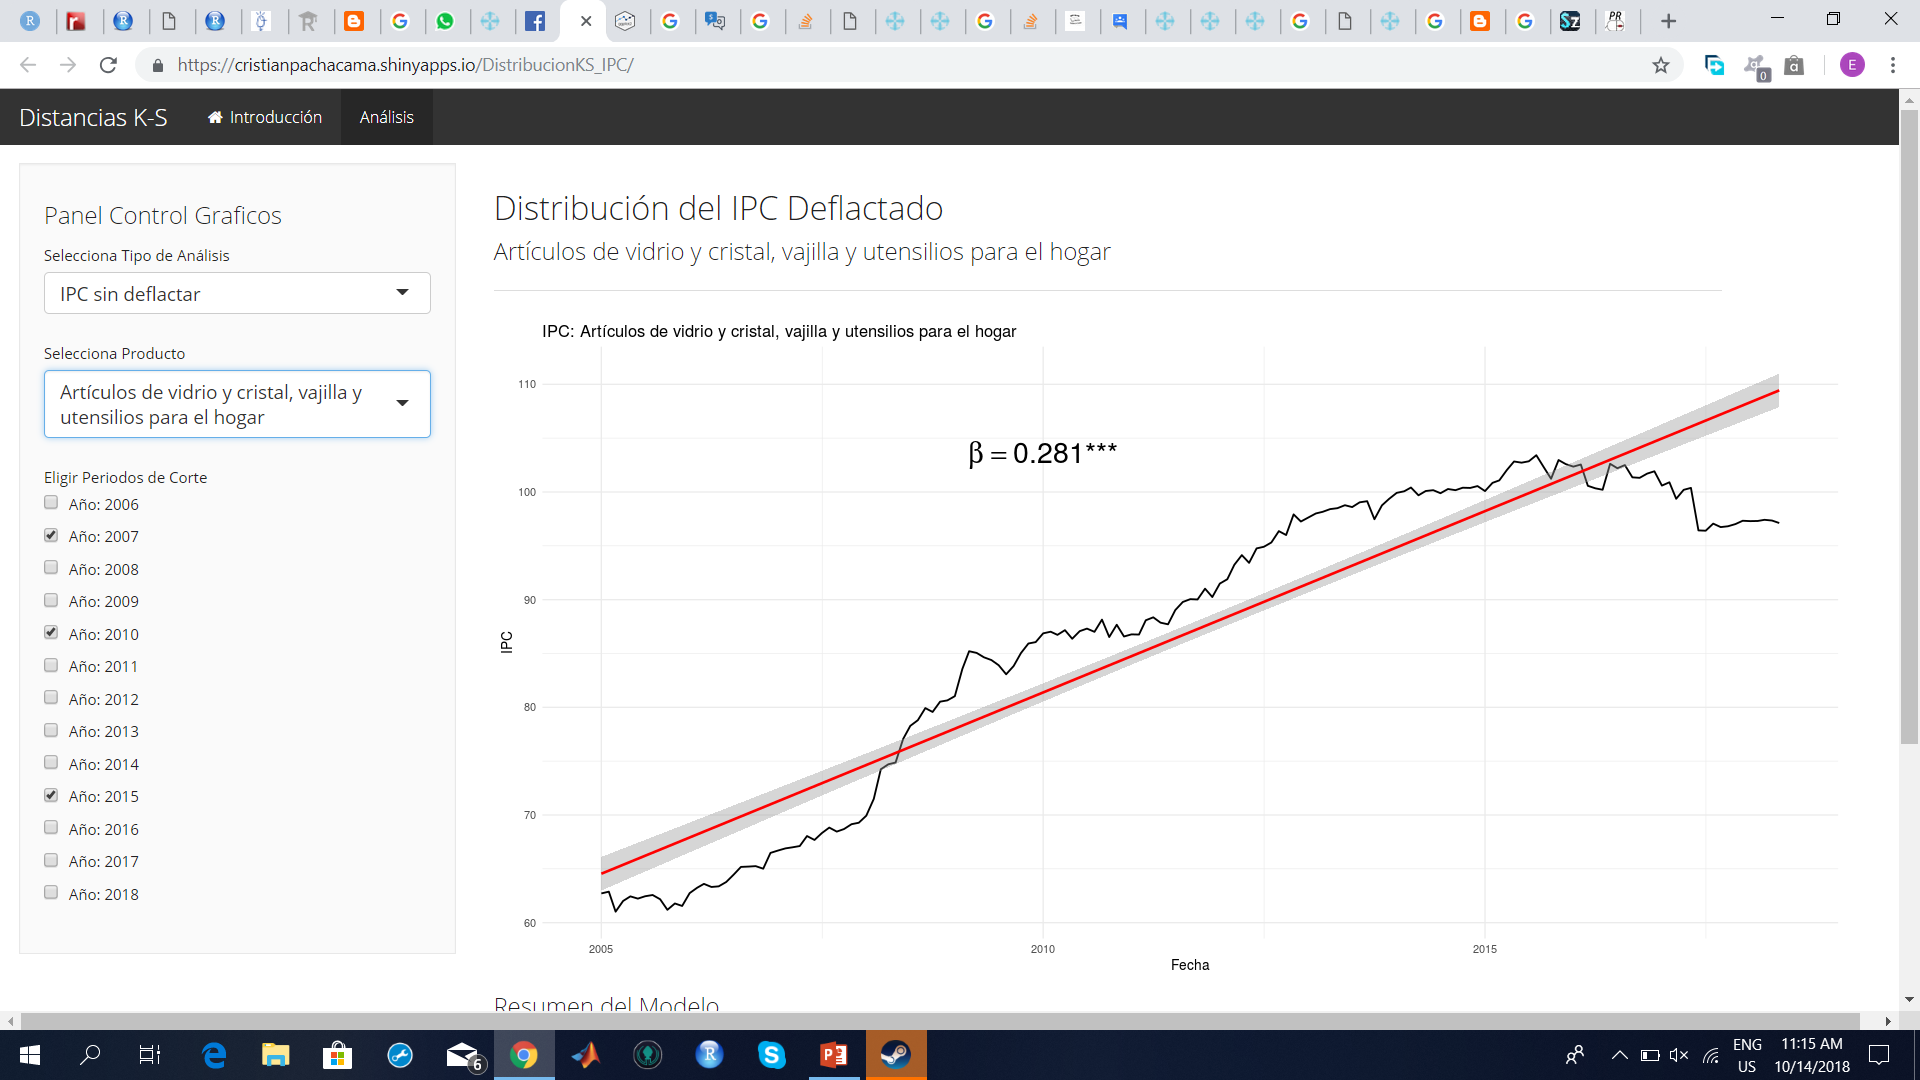 https://cristianpachacama.shinyapps.io/DistribucionKS_IPC/
0
E
Distancias K-S
Introducción
Análisis
Panel Control Graficos
Selecciona Tipo de Análisis
IPC sin deflactar
Selecciona Producto
Artículos de vidrio y cristal, vajilla y
utensilios para el hogar
Eligir Periodos de Corte
Año: 2006
Año: 2007
Año: 2008
Año: 2009
Año: 2010
Año: 2011
Año: 2012
Año: 2013
Año: 2014
Año: 2015
Año: 2016
Año: 2017
Año: 2018
Distribución del IPC Deflactado
Artículos de vidrio y cristal, vajilla y utensilios para el hogar
IPC: Artículos de vidrio y cristal, vajilla y utensilios para el hogar
β = 0.281***
110
100
90
80
70
60
IPC
2005
2010
2015
Fecha
Resumen del Modelo
6
ENG
US
11:15 AM
10/14/2018